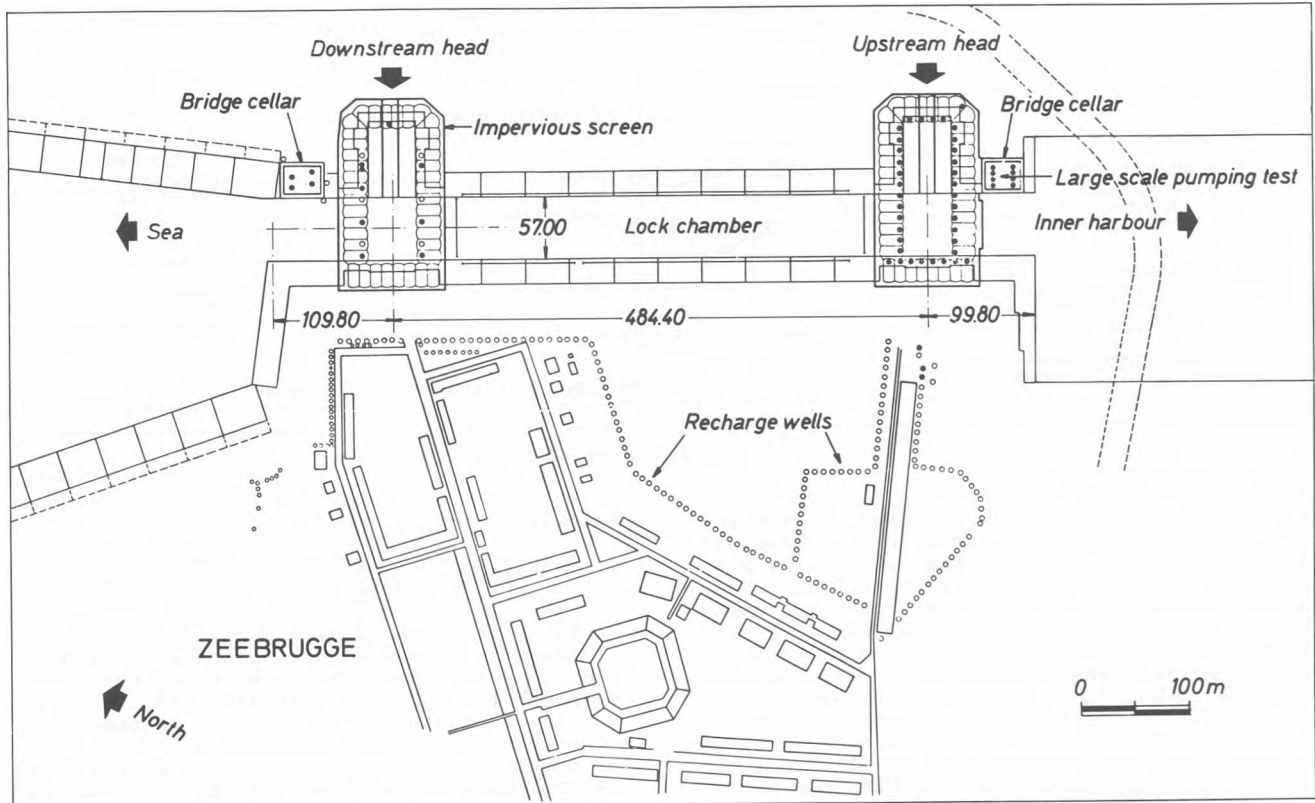 Downstream head
Upstream head
Bridge cellar
Impervious screen
Bridge cellar
Large scale pumping test
Sea
57.00
Lock chamber
Inner harbour
109.80
484.40
99.80
Recharge wells
ZEEBRUGGE
North
0 100m